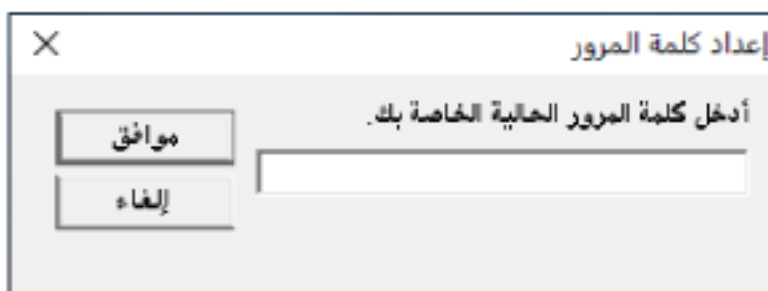 إعداد كلمة المرور
أدخل كلمة المرور الحالية الخاصة بك.
موافق
إلغاء